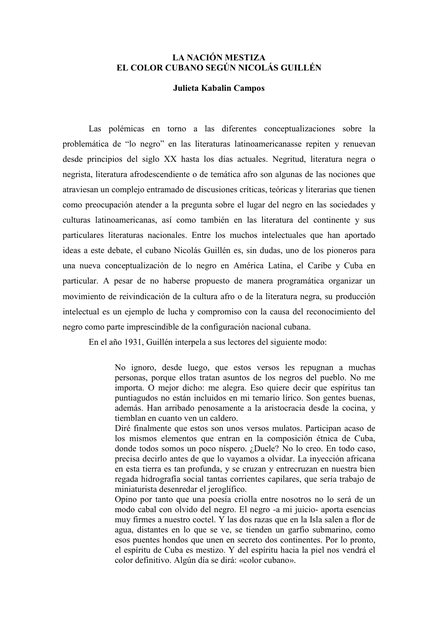 LA NACIÓN MESTIZA
EL COLOR CUBANO SEGÚN NICOLÁS GUILLÉN
Julieta Kabalin Campos
Las polémicas en torno a las diferentes conceptualizaciones sobre la
problemática de “lo negro” en las literaturas latinoamericanasse repiten y renuevan
desde principios del siglo XX hasta los días actuales. Negritud, literatura negra o
negrista, literatura afrodescendiente o de temática afro son algunas de las nociones que
atraviesan un complejo entramado de discusiones críticas, teóricas y literarias que tienen
como preocupación atender a la pregunta sobre el lugar del negro en las sociedades y
culturas latinoamericanas, así como también en las literatura del continente y sus
particulares literaturas nacionales. Entre los muchos intelectuales que han aportado
ideas a este debate, el cubano Nicolás Guillén es, sin dudas, uno de los pioneros para
una nueva conceptualización de lo negro en América Latina, el Caribe y Cuba en
particular. A pesar de no haberse propuesto de manera programática organizar un
movimiento de reivindicación de la cultura afro o de la literatura negra, su producción
intelectual es un ejemplo de lucha y compromiso con la causa del reconocimiento del
negro como parte imprescindible de la configuración nacional cubana.
En el año 1931, Guillén interpela a sus lectores del siguiente modo:
No ignoro, desde luego, que estos versos les repugnan a muchas
personas, porque ellos tratan asuntos de los negros del pueblo. No me
importa. O mejor dicho: me alegra. Eso quiere decir que espíritus tan
puntiagudos no están incluidos en mi temario lírico. Son gentes buenas,
además. Han arribado penosamente a la aristocracia desde la cocina, y
tiemblan en cuanto ven un caldero.
Diré finalmente que estos son unos versos mulatos. Participan acaso de
los mismos elementos que entran en la composición étnica de Cuba,
donde todos somos un poco níspero. ¿Duele? No lo creo. En todo caso,
precisa decirlo antes de que lo vayamos a olvidar. La inyección africana
en esta tierra es tan profunda, y se cruzan y entrecruzan en nuestra bien
regada hidrografía social tantas corrientes capilares, que sería trabajo de
miniaturista desenredar el jeroglífico.
Opino por tanto que una poesía criolla entre nosotros no lo será de un
modo cabal con olvido del negro. El negro -a mi juicio- aporta esencias
muy firmes a nuestro coctel. Y las dos razas que en la Isla salen a flor de
agua, distantes en lo que se ve, se tienden un garfio submarino, como
esos puentes hondos que unen en secreto dos continentes. Por lo pronto,
el espíritu de Cuba es mestizo. Y del espíritu hacia la piel nos vendrá el
color definitivo. Algún día se dirá: «color cubano».